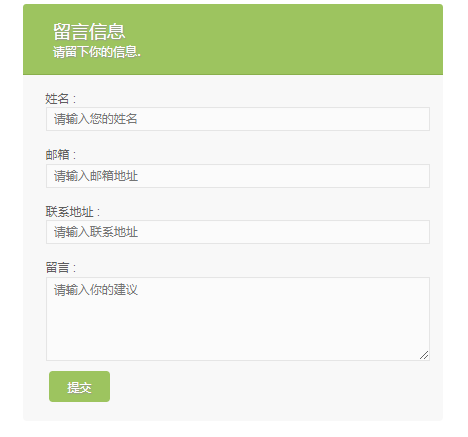 留言信息
请留下你的信息.
姓名 :
请输入您的姓名
邮箱 :
请输入邮箱地址
联系地址 :
请输入联系地址
留言 :
请输入你的建议
提交